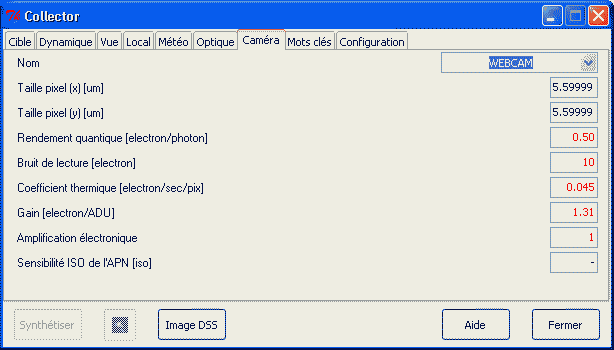 Collector
Cible Dynamique Vue Local Météo Optique Caméra Mots clés Configuration
Nom WEBCAM
Taille pixel (x) [um] 5.59999
Taille pixel (y) [um] 5.59999
Rendement quantique [electron/photon] 0.50
Bruit de lecture [electron] 10
Coefficient thermique [electron/sec/pix] 0.045
Gain [electron/ADU] 1.31
Amplification électronique 1
Sensibilité ISO de l'APN [iso] -
Synthétiser Image DSS Aide Fermer